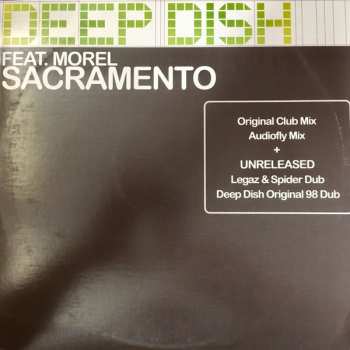 DEEP DISH
FEAT. MOREL
SACRAMENTO
Original Club Mix
Audiofly Mix
+
UNRELEASED
Legaz & Spider Dub
Deep Dish Original 98 Dub